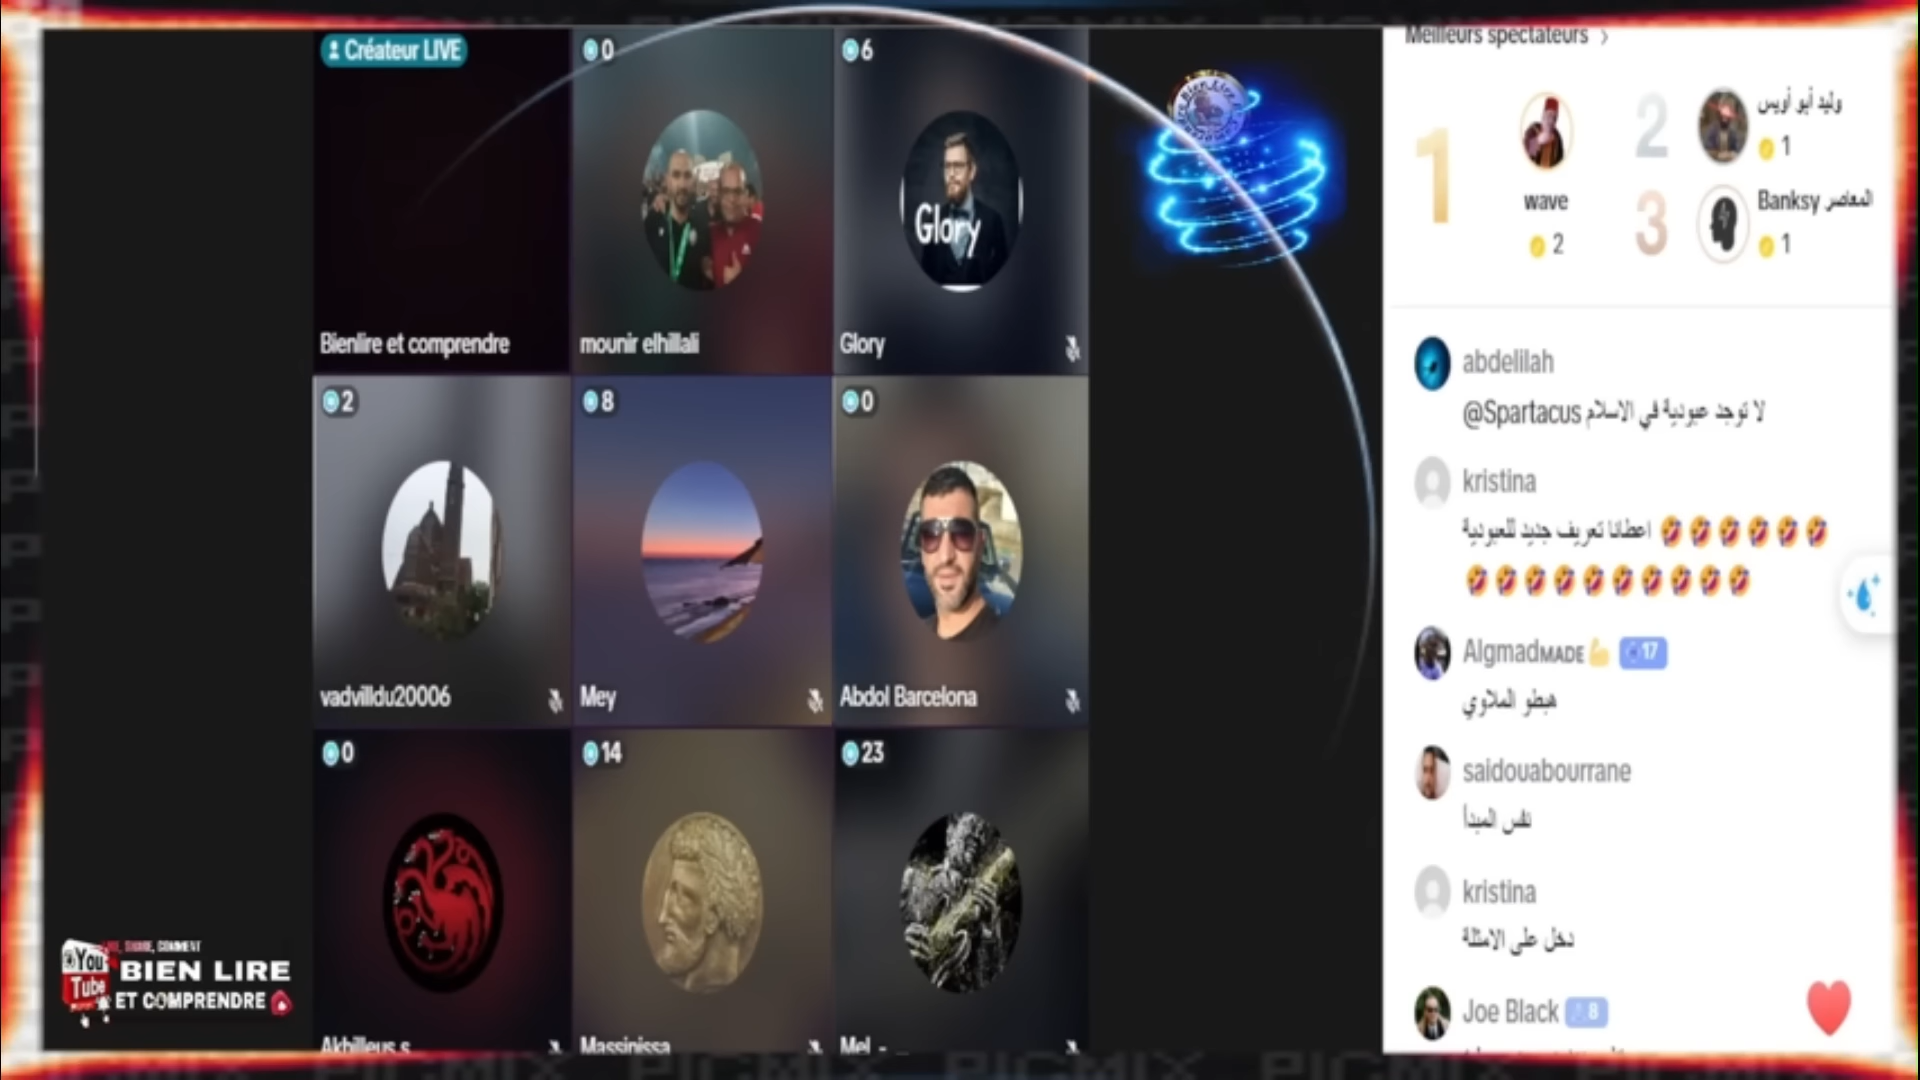 Créateur LIVE
0
6
Glory
Bienlire et comprendre
mounir elhillali
Glory
2
8
0
vadvilldu20006
Mey
Abdol Barcelona
0
14
23
Akhilleus s
Massinissa
Mel -
You
Tube
BIEN LIRE
ET COMPRENDRE
Meilleurs spectateurs >
1
wave
2
2
وليد أبو أويس
1
3
Banksy المعاصر
1
abdelilah
@Spartacus لا توجد عبودية في الاسلام
kristina
اعطانا تعريف جديد للعبودية 🤣🤣🤣🤣🤣🤣
🤣🤣🤣🤣🤣🤣🤣🤣🤣🤣
AlgmadMADE 💪 17
هبطو الملاوي
saidouabourrane
نفس المبدأ
kristina
دخل على الامثلة
Joe Black 8